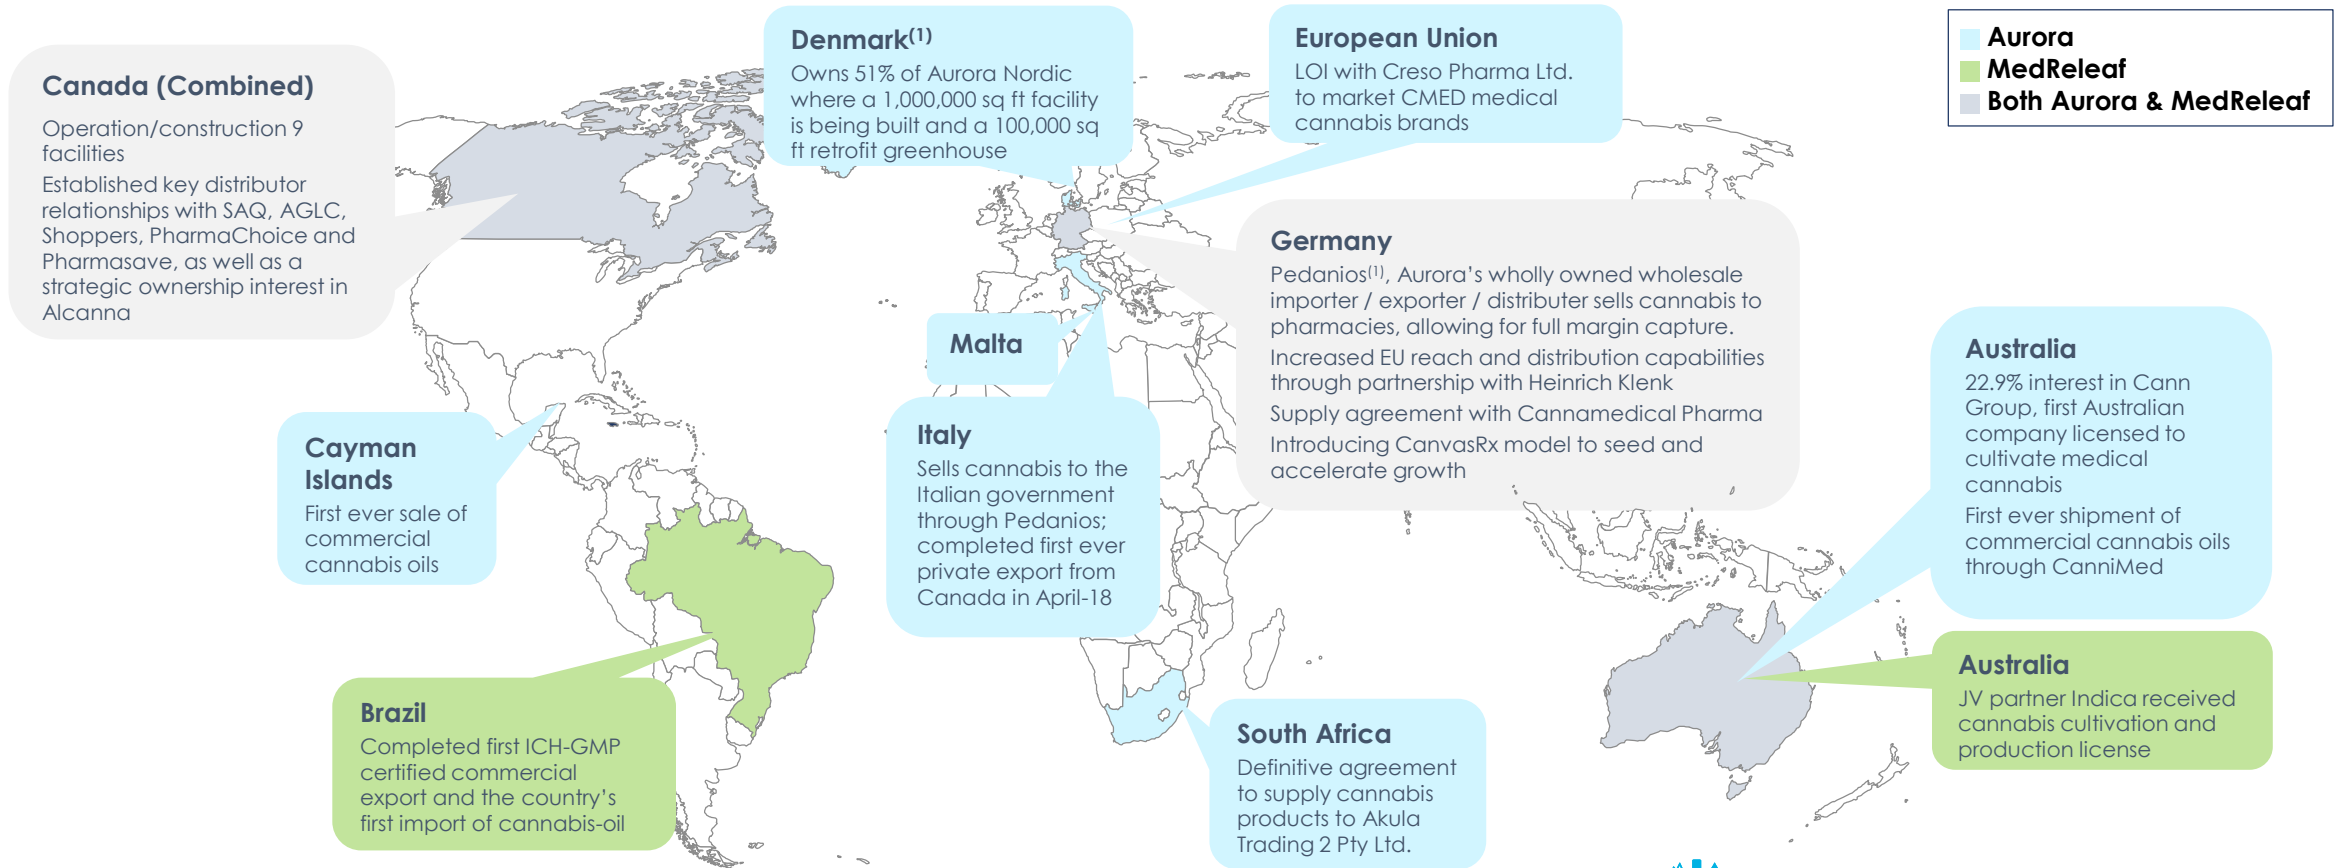 Canada (Combined)
Operation/construction 9
facilities
Established key distributor
relationships with SAQ, AGLC,
Shoppers, PharmaChoice and
Pharmasave, as well as a
strategic ownership interest in
Alcanna
Denmark(1)
Owns 51% of Aurora Nordic
where a 1,000,000 sq ft facility
is being built and a 100,000 sq
ft retrofit greenhouse
European Union
LOI with Creso Pharma Ltd.
to market CMED medical
cannabis brands
Aurora
MedReleaf
Both Aurora & MedReleaf
Germany
Pedanios(1), Aurora’s wholly owned wholesale
importer / exporter / distributer sells cannabis to
pharmacies, allowing for full margin capture.
Increased EU reach and distribution capabilities
through partnership with Heinrich Klenk
Supply agreement with Cannamedical Pharma
Introducing CanvasRx model to seed and
accelerate growth
Malta
Italy
Sells cannabis to the
Italian government
through Pedanios;
completed first ever
private export from
Canada in April-18
Cayman
Islands
First ever sale of
commercial
cannabis oils
Australia
22.9% interest in Cann
Group, first Australian
company licensed to
cultivate medical
cannabis
First ever shipment of
commercial cannabis oils
through CanniMed
Australia
JV partner Indica received
cannabis cultivation and
production license
Brazil
Completed first ICH-GMP
certified commercial
export and the country’s
first import of cannabis-oil
South Africa
Definitive agreement
to supply cannabis
products to Akula
Trading 2 Pty Ltd.